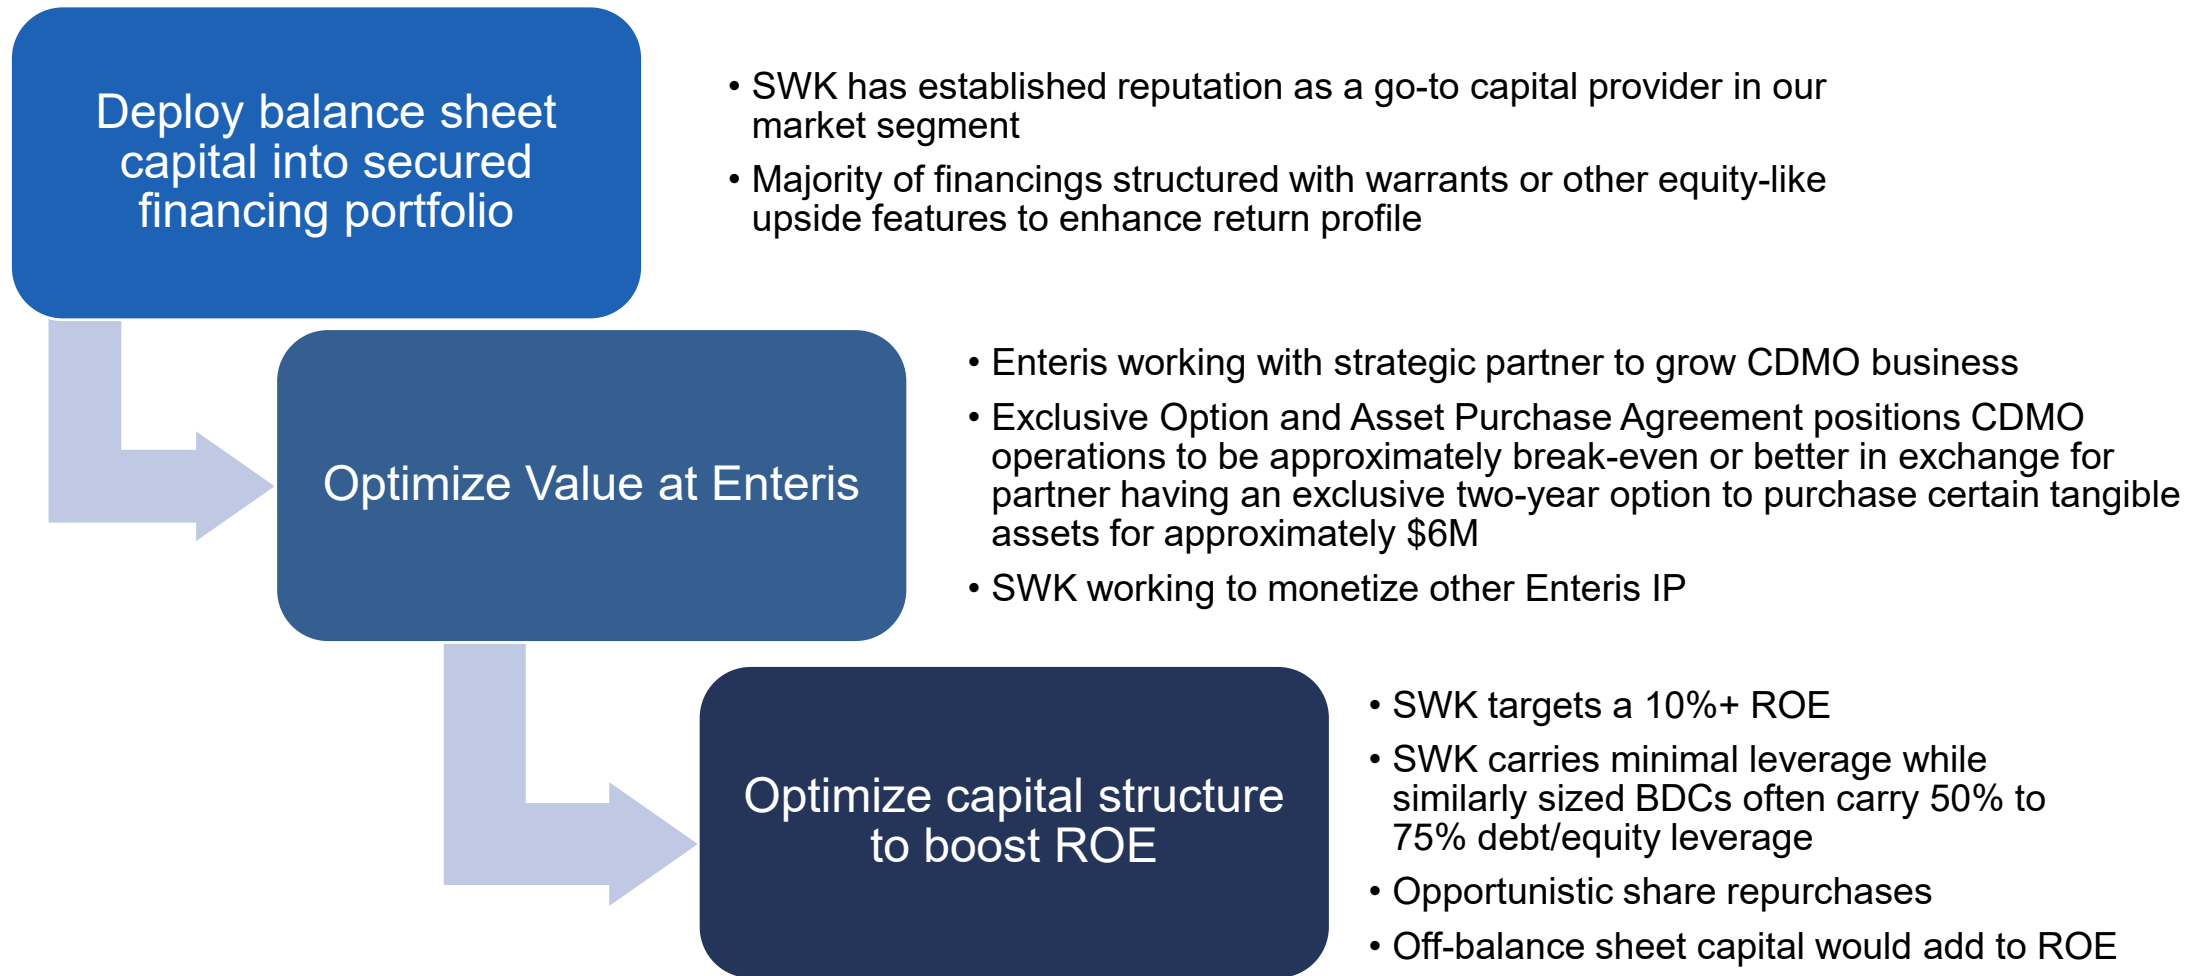 Deploy balance sheet
capital into secured
financing portfolio
• SWK has established reputation as a go-to capital provider in our
market segment
• Majority of financings structured with warrants or other equity-like
upside features to enhance return profile
Optimize Value at Enteris
• Enteris working with strategic partner to grow CDMO business
• Exclusive Option and Asset Purchase Agreement positions CDMO
operations to be approximately break-even or better in exchange for
partner having an exclusive two-year option to purchase certain tangible
assets for approximately $6M
• SWK working to monetize other Enteris IP
Optimize capital structure
to boost ROE
• SWK targets a 10%+ ROE
• SWK carries minimal leverage while
similarly sized BDCs often carry 50% to
75% debt/equity leverage
• Opportunistic share repurchases
• Off-balance sheet capital would add to ROE